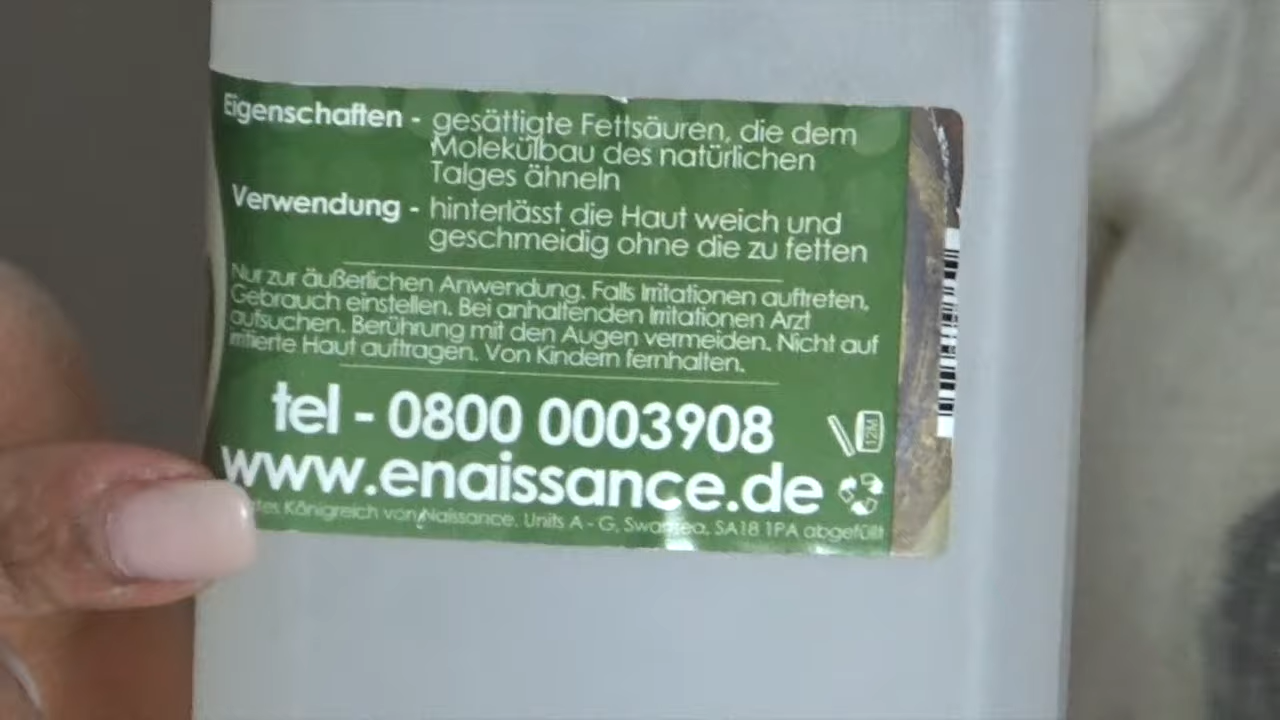 Eigenschaften - gesättigte Fettsäuren, die dem
Molekülbau des natürlichen
Talges ähneln
Verwendung - hinterlässt die Haut weich und
geschmeidig ohne die zu fetten
Nur zur äußerlichen Anwendung. Falls Irritationen auftreten,
Gebrauch einstellen. Bei anhaltenden Irritationen Arzt
aufsuchen. Berührung mit den Augen vermeiden. Nicht auf
irritierte Haut auftragen. Von Kindern fernhalten.
tel - 0800 0003908
12M
www.enaissance.de
Königreich von Naissance, Units A - G, Swansea, SA18 1PA abgefüllt